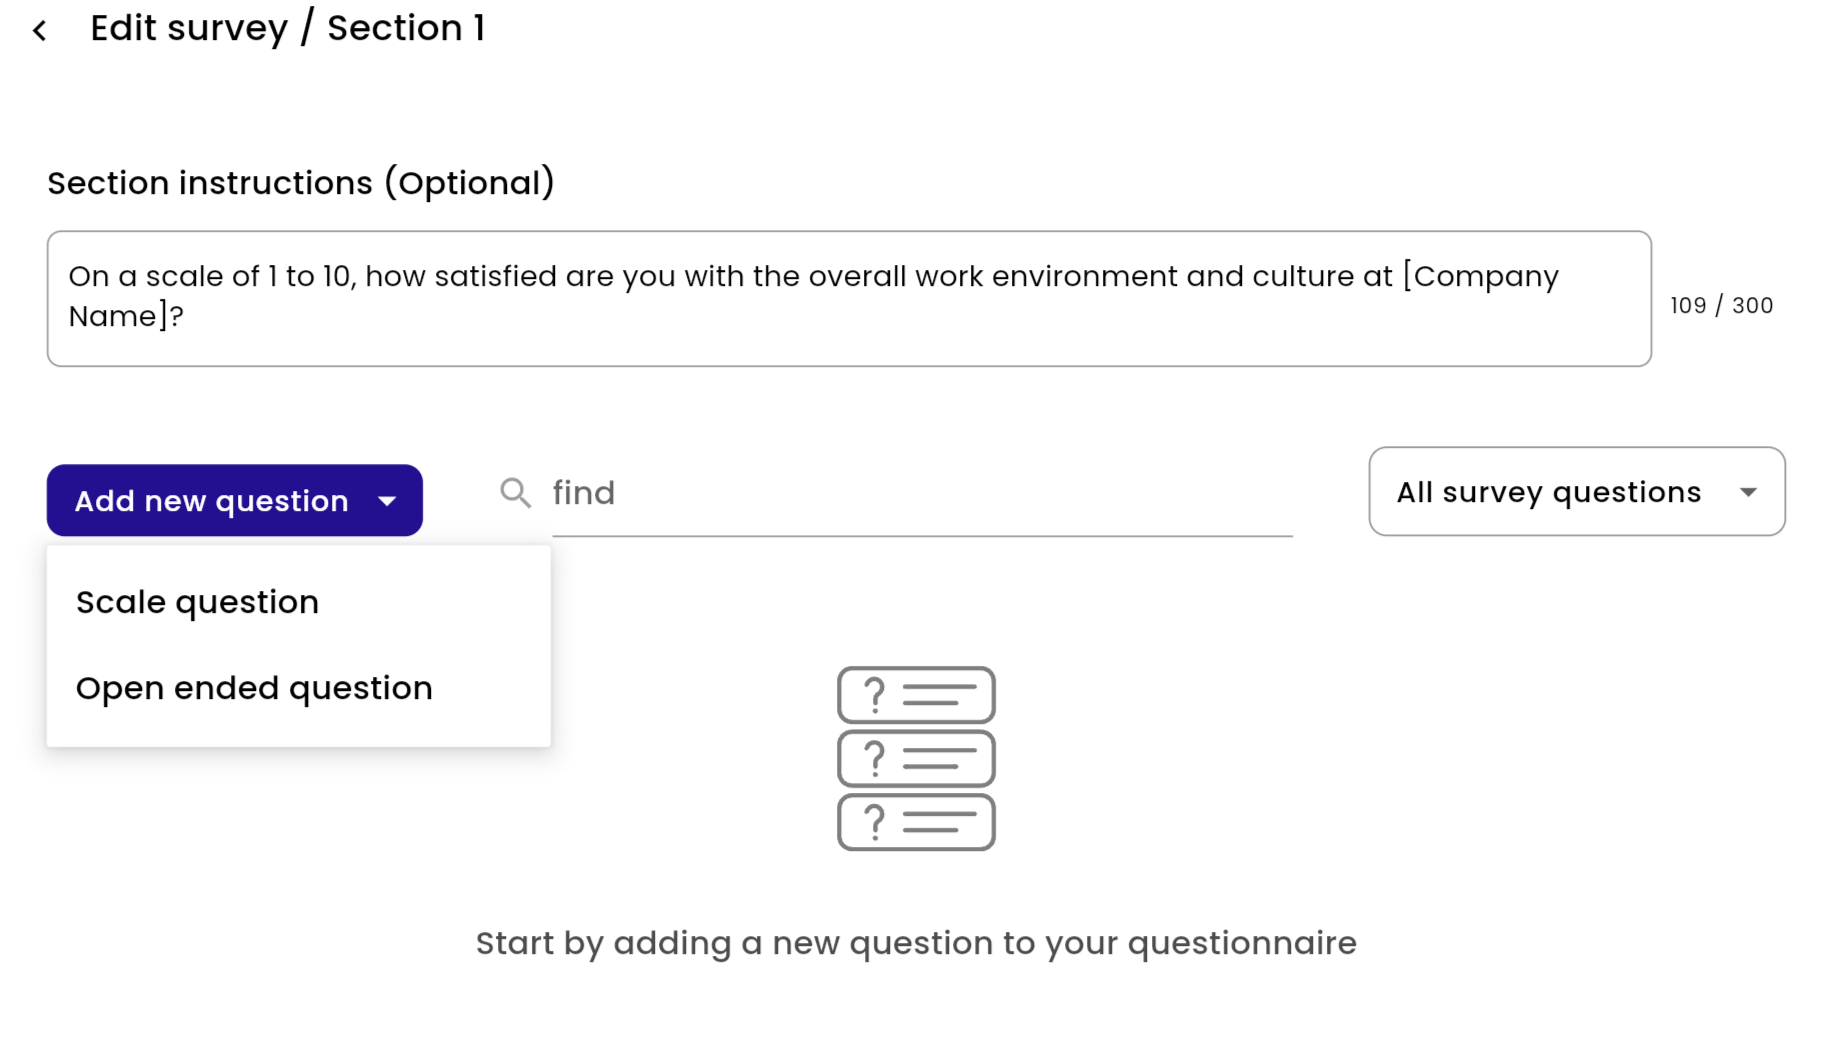 Edit survey / Section 1
Section instructions (Optional)
On a scale of 1 to 10, how satisfied are you with the overall work environment and culture at [Company
Name]?
109 / 300
Add new question
find
All survey questions
Scale question
Open ended question
?
?
?
Start by adding a new question to your questionnaire